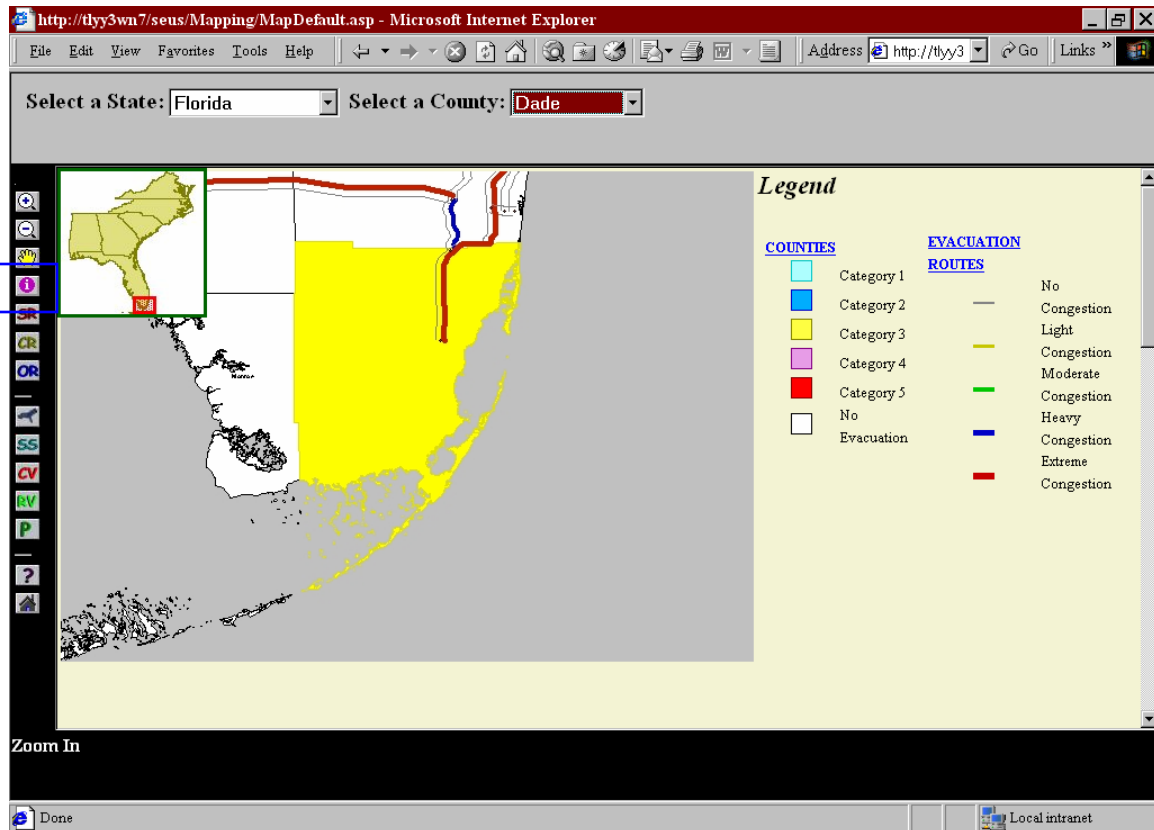 http://tlyy3wn7/seus/Mapping/MapDefault.asp - Microsoft Internet Explorer
File Edit View Favorites Tools Help Address http://tlyy3 Go Links »
Select a State: Florida Select a County: Dade
Legend
COUNTIES
Category 1
Category 2
Category 3
Category 4
Category 5
No
Evacuation
EVACUATION
ROUTES
No
Congestion
Light
Congestion
Moderate
Congestion
Heavy
Congestion
Extreme
Congestion
Monroe
SR
CR
OR
SS
CV
RV
P
?
Zoom In
Done Local intranet